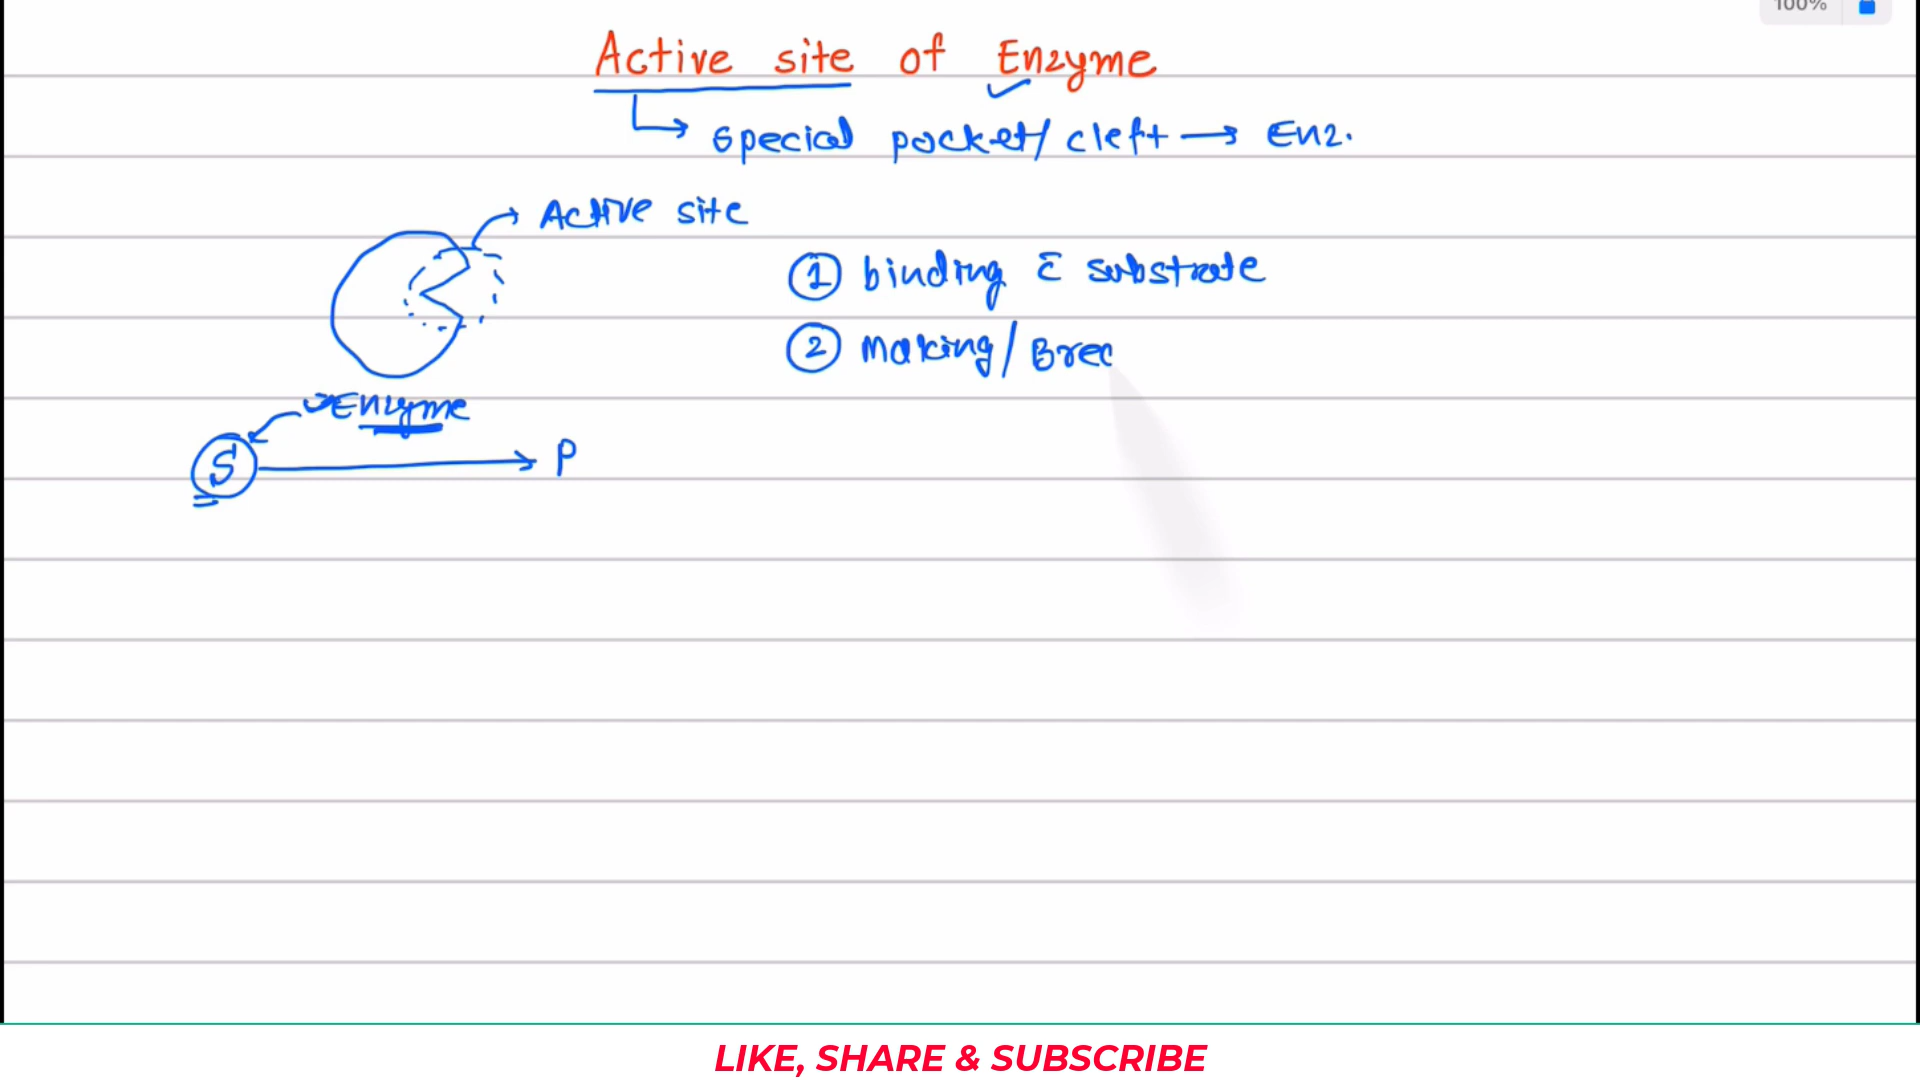 100%
Active site of Enzyme
special pocket/ cleft → Enz.
Active site
① binding c̄ substrate
② Making/ Brec
Enzyme
S → P
LIKE, SHARE & SUBSCRIBE